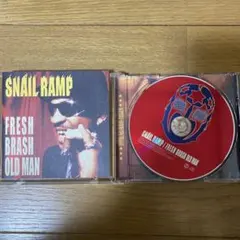 SNAIL RAMP
FRESH
BRASH
OLD MAN
SNAIL RAMP / FRESH BRASH OLD MAN